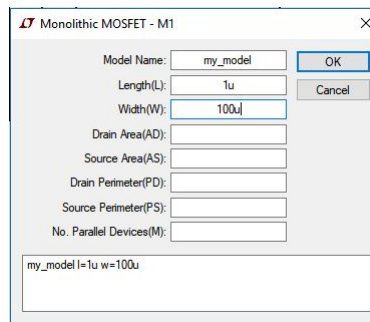 Monolithic MOSFET - M1
Model Name: my_model
OK
Length(L): 1u
Cancel
Width(W): 100u
Drain Area(AD):
Source Area(AS):
Drain Perimeter(PD):
Source Perimeter(PS):
No. Parallel Devices(M):
my_model l=1u w=100u